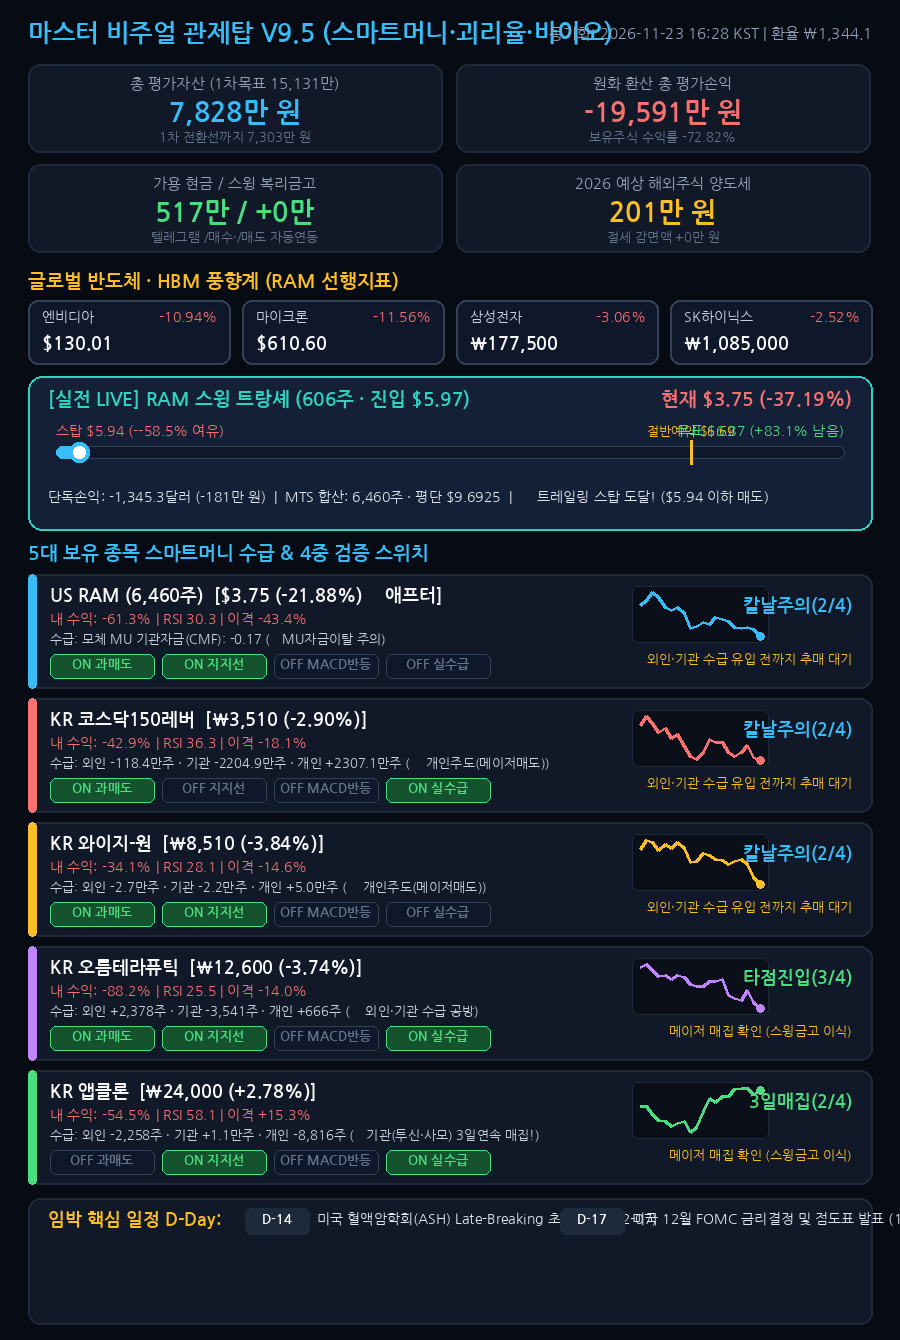 마스터 비주얼 관제탑 V9.5 (스마트머니·괴리율·바이오)
2026-11-23 16:28 KST | 환율 ₩1,344.1
총 평가자산 (1차목표 15,131만)
7,828만 원
1차 전환선까지 7,303만 원
원화 환산 총 평가손익
-19,591만 원
보유주식 수익률 -72.82%
가용 현금 / 스윙 복리금고
517만 / +0만
텔레그램 /매수·/매도 자동연동
2026 예상 해외주식 양도세
201만 원
절세 감면액 +0만 원
글로벌 반도체 · HBM 풍향계 (RAM 선행지표)
엔비디아 -10.94%
$130.01
마이크론 -11.56%
$610.60
삼성전자 -3.06%
₩177,500
SK하이닉스 -2.52%
₩1,085,000
[실전 LIVE] RAM 스윙 트랑셰 (606주 · 진입 $5.97)
현재 $3.75 (-37.19%)
스탑 $5.94 (--58.5% 여유)
(+83.1% 남음)
단독손익: -1,345.3달러 (-181만 원) | MTS 합산: 6,460주 · 평단 $9.6925 | 트레일링 스탑 도달! ($5.94 이하 매도)
5대 보유 종목 스마트머니 수급 & 4중 검증 스위치
US RAM (6,460주) [$3.75 (-21.88%) 애프터]
칼날주의(2/4)
내 수익: -61.3% | RSI 30.3 | 이격 -43.4%
수급: 모체 MU 기관자금(CMF): -0.17 ( MU자금이탈 주의)
외인·기관 수급 유입 전까지 추매 대기
ON 과매도 ON 지지선 OFF MACD반등 OFF 실수급
KR 코스닥150레버 [₩3,510 (-2.90%)]
칼날주의(2/4)
내 수익: -42.9% | RSI 36.3 | 이격 -18.1%
수급: 외인 -118.4만주 · 기관 -2204.9만주 · 개인 +2307.1만주 ( 개인주도(메이저매도))
외인·기관 수급 유입 전까지 추매 대기
ON 과매도 OFF 지지선 OFF MACD반등 ON 실수급
KR 와이지-원 [₩8,510 (-3.84%)]
칼날주의(2/4)
내 수익: -34.1% | RSI 28.1 | 이격 -14.6%
수급: 외인 -2.7만주 · 기관 -2.2만주 · 개인 +5.0만주 ( 개인주도(메이저매도))
외인·기관 수급 유입 전까지 추매 대기
ON 과매도 ON 지지선 OFF MACD반등 OFF 실수급
KR 오름테라퓨틱 [₩12,600 (-3.74%)]
타점진입(3/4)
내 수익: -88.2% | RSI 25.5 | 이격 -14.0%
수급: 외인 +2,378주 · 기관 -3,541주 · 개인 +666주 ( 외인·기관 수급 공방)
메이저 매집 확인 (스윙금고 이식)
ON 과매도 ON 지지선 OFF MACD반등 ON 실수급
KR 앱클론 [₩24,000 (+2.78%)]
3일매집(2/4)
내 수익: -54.5% | RSI 58.1 | 이격 +15.3%
수급: 외인 -2,258주 · 기관 +1.1만주 · 개인 -8,816주 ( 기관(투신·사모) 3일연속 매집!)
메이저 매집 확인 (스윙금고 이식)
OFF 과매도 ON 지지선 OFF MACD반등 ON 실수급
임박 핵심 일정 D-Day: D-14 미국 혈액암학회(ASH) Late-Breaking 초 D-17 12월 FOMC 금리결정 및 점도표 발표